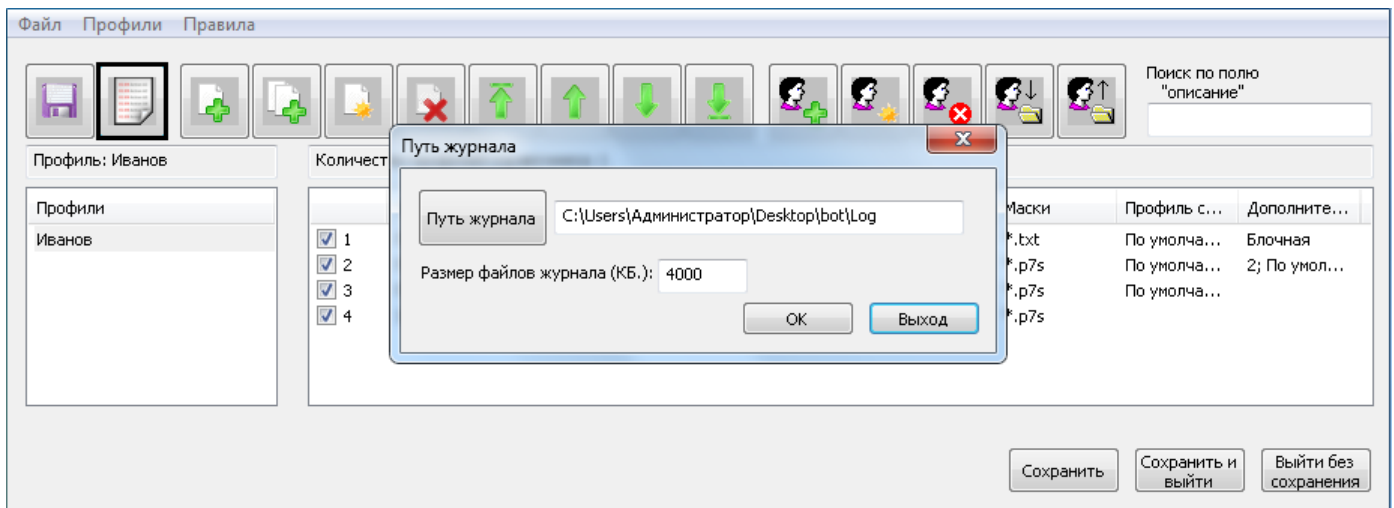 Файл Профили Правила
Поиск по полю
"описание"
Путь журнала
Профиль: Иванов
Количест
Профили
Маски Профиль с... Дополните...
Путь журнала C:\Users\Администратор\Desktop\bot\Log
Иванов
1 *.txt По умолча... Блочная
2 *.p7s По умолча... 2; По умол...
Размер файлов журнала (КБ.): 4000
3 *.p7s По умолча...
4 *.p7s
OK Выход
Сохранить
Сохранить и
выйти
Выйти без
сохранения